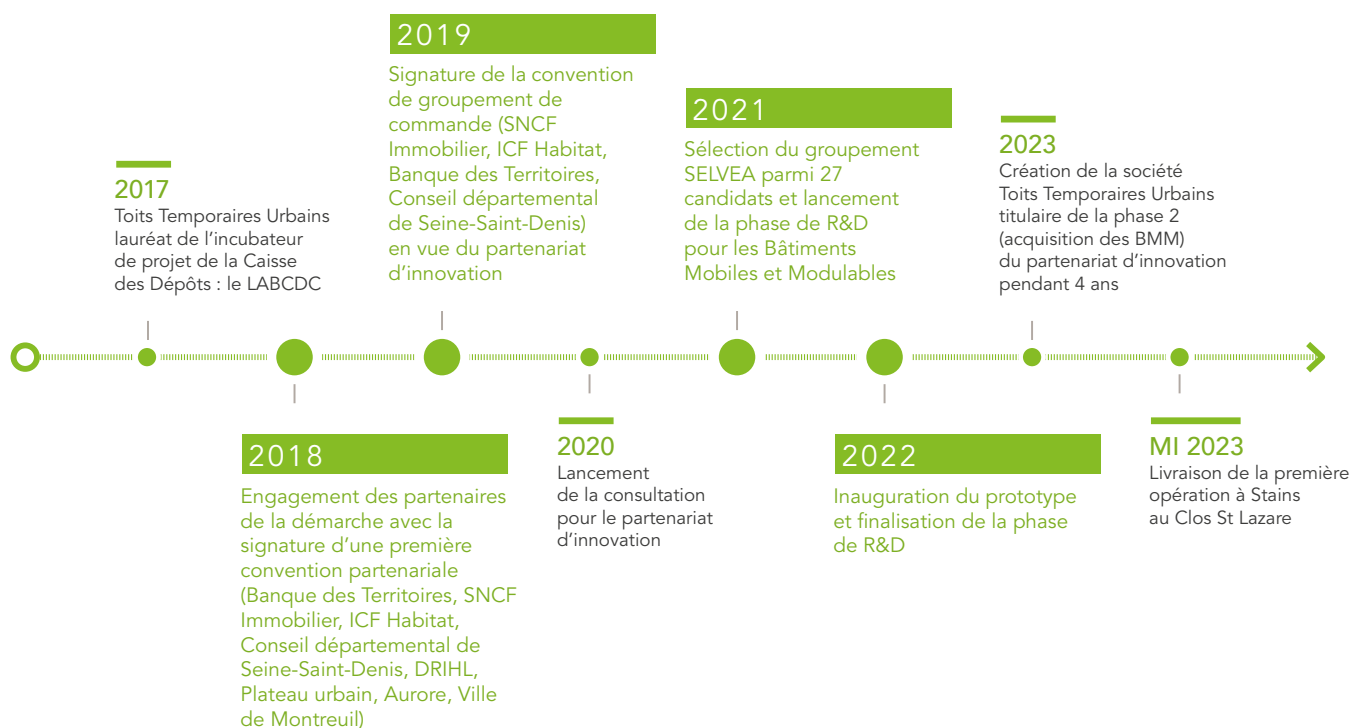 2017
Toits Temporaires Urbains
lauréat de l’incubateur
de projet de la Caisse
des Dépôts : le LABCDC
2018
Engagement des partenaires
de la démarche avec la
signature d’une première
convention partenariale
(Banque des Territoires, SNCF
Immobilier, ICF Habitat,
Conseil départemental de
Seine-Saint-Denis, DRIHL,
Plateau urbain, Aurore, Ville
de Montreuil)
2019
Signature de la convention
de groupement de
commande (SNCF
Immobilier, ICF Habitat,
Banque des Territoires,
Conseil départemental
de Seine-Saint-Denis)
en vue du partenariat
d’innovation
2020
Lancement
de la consultation
pour le partenariat
d’innovation
2021
Sélection du groupement
SELVEA parmi 27
candidats et lancement
de la phase de R&D
pour les Bâtiments
Mobiles et Modulables
2022
Inauguration du prototype
et finalisation de la phase
de R&D
2023
Création de la société
Toits Temporaires Urbains
titulaire de la phase 2
(acquisition des BMM)
du partenariat d’innovation
pendant 4 ans
MI 2023
Livraison de la première
opération à Stains
au Clos St Lazare